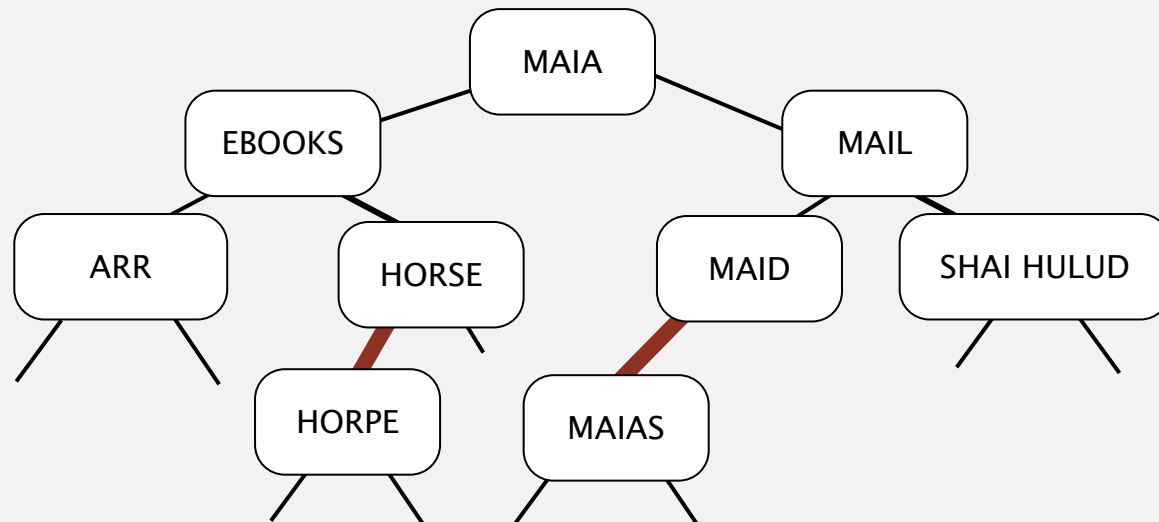 MAIA
EBOOKS
MAIL
ARR
HORSE
MAID
SHAI HULUD
HORPE
MAIAS